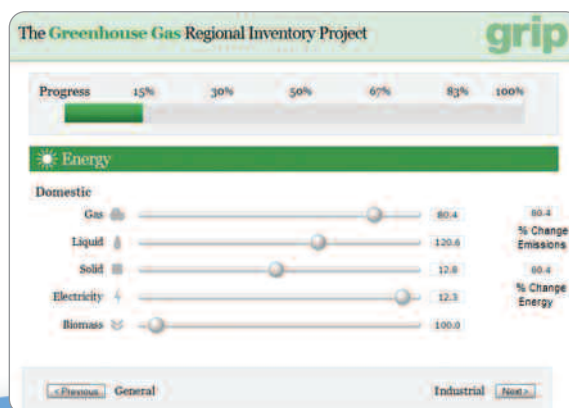 The Greenhouse Gas Regional Inventory Project
grip
Progress 15% 30% 50% 67% 83% 100%
Energy
Domestic
Gas 80.4
Liquid 120.6
Solid 12.8
Electricity 12.3
Biomass 100.0
80.4
% Change
Emissions
60.4
% Change
Energy
< Previous General
Industrial Next >